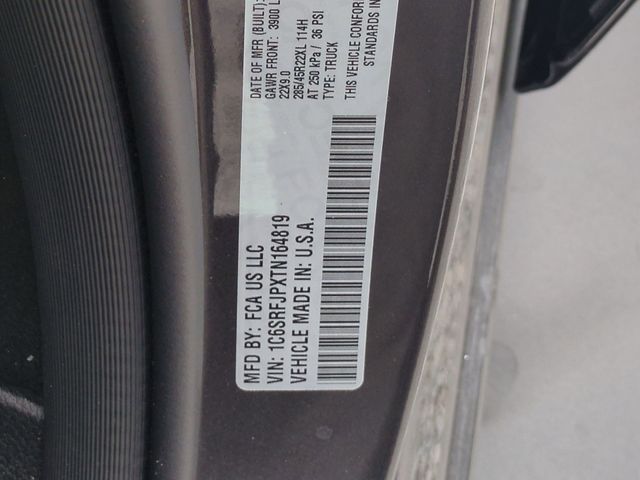 MFD BY: FCA US LLC
VIN: 1C6SRFJPXTN164819
VEHICLE MADE IN: U.S.A.
DATE OF MFR (BUILT):
GAWR FRONT: 3900
22X9.0
285/45R22XL 114H
AT 250 kPa / 36 PSI
TYPE: TRUCK
THIS VEHICLE
STANDARDS IN